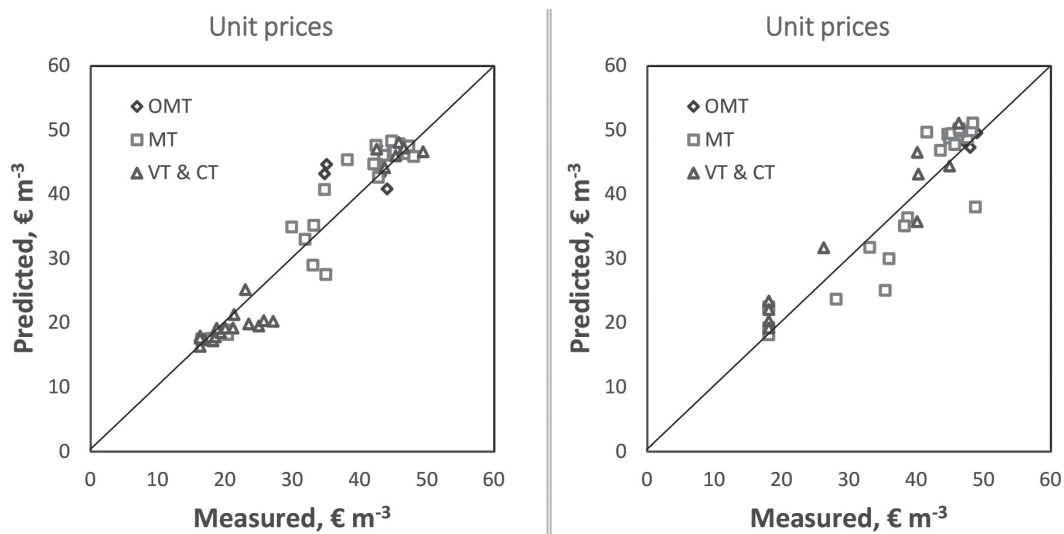 Unit prices
60
50
40
30
20
10
0
Predicted, € m-3
OMT
MT
VT & CT
0 10 20 30 40 50 60
Measured, € m-3
Unit prices
60
50
40
30
20
10
0
Predicted, € m-3
OMT
MT
VT & CT
0 10 20 30 40 50 60
Measured, € m-3